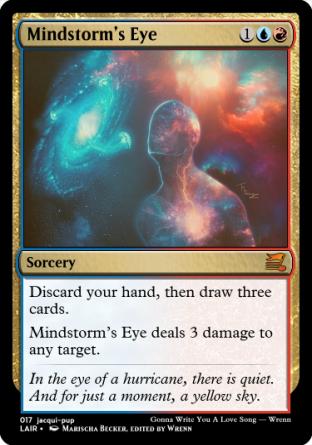 Mindstorm's Eye
1
Sorcery
Discard your hand, then draw three
cards.
Mindstorm's Eye deals 3 damage to
any target.
In the eye of a hurricane, there is quiet.
And for just a moment, a yellow sky.
017 jacqui-pup
Gonna Write You A Love Song — Wrenn
LAIR • Marischa Becker, edited by Wrenn